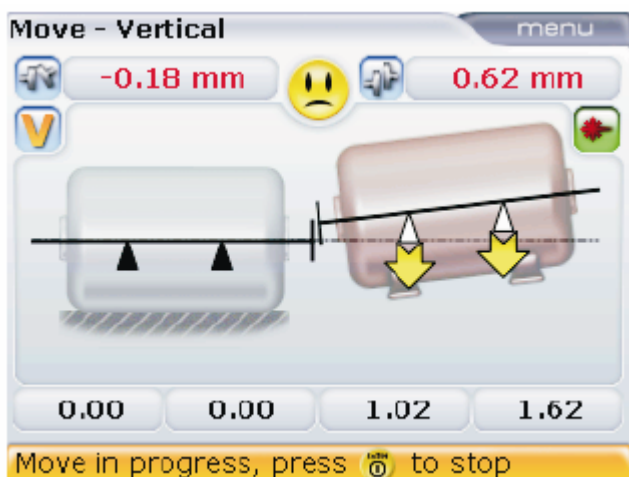 Move - Vertical menu
-0.18 mm 0.62 mm
V
0.00 0.00 1.02 1.62
Move in progress, press to stop